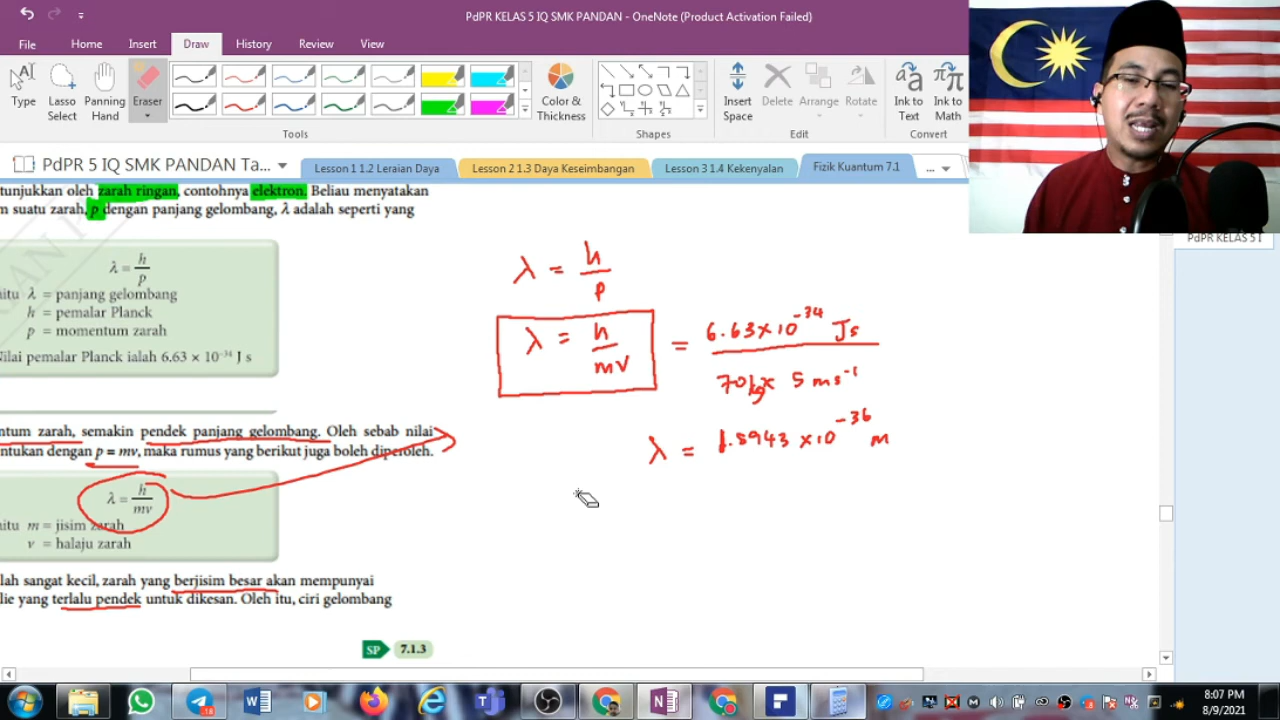 PdPR KELAS 5 IQ SMK PANDAN - OneNote (Product Activation Failed)
File Home Insert Draw History Review View
Type
Lasso Select
Panning Hand
Eraser
Color & Thickness
Insert Space
Delete
Arrange
Rotate
Ink to Text
Ink to Math
Tools
Shapes
Edit
Convert
PdPR 5 IQ SMK PANDAN Ta...
Lesson 1 1.2 Leraian Daya
Lesson 2 1.3 Daya Keseimbangan
Lesson 3 1.4 Kekenyalan
Fizik Kuantum 7.1
...
PdPR KELAS 5 I
tunjukkan oleh zarah ringan, contohnya elektron. Beliau menyatakan
n suatu zarah, p dengan panjang gelombang, λ adalah seperti yang
λ = h/p
itu λ = panjang gelombang
h = pemalar Planck
p = momentum zarah
Nilai pemalar Planck ialah 6.63 × 10⁻³⁴ J s
ntum zarah, semakin pendek panjang gelombang. Oleh sebab nilai
ntukan dengan p = mv, maka rumus yang berikut juga boleh diperoleh.
λ = h/mv
itu m = jisim zarah
v = halaju zarah
lah sangat kecil, zarah yang berjisim besar akan mempunyai
lie yang terlalu pendek untuk dikesan. Oleh itu, ciri gelombang
SP 7.1.3
λ = h/p
λ = h/mv = 6.63×10⁻³⁴ Js / 70kg× 5 ms⁻¹
λ = 1.8943 ×10⁻³⁶ m
8:07 PM
8/9/2021